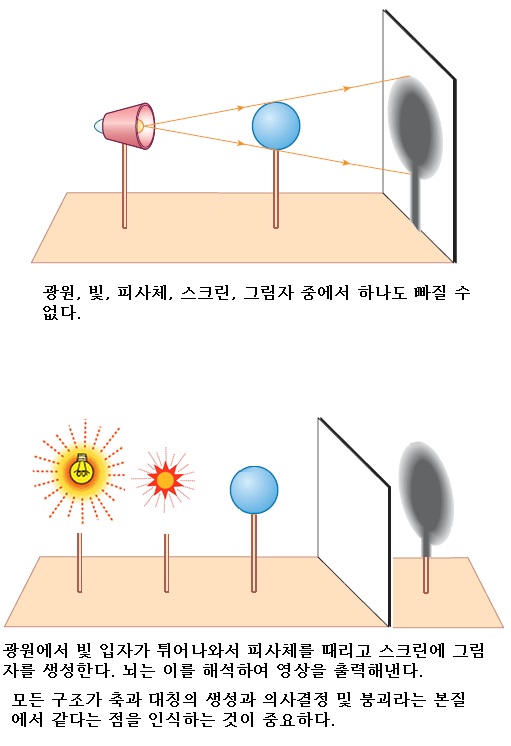 광원, 빛, 피사체, 스크린, 그림자 중에서 하나도 빠질 수
없다.
광원에서 빛 입자가 튀어나와서 피사체를 때리고 스크린에 그림
자를 생성한다. 뇌는 이를 해석하여 영상을 출력해낸다.
모든 구조가 축과 대칭의 생성과 의사결정 및 붕괴라는 본질
에서 같다는 점을 인식하는 것이 중요하다.